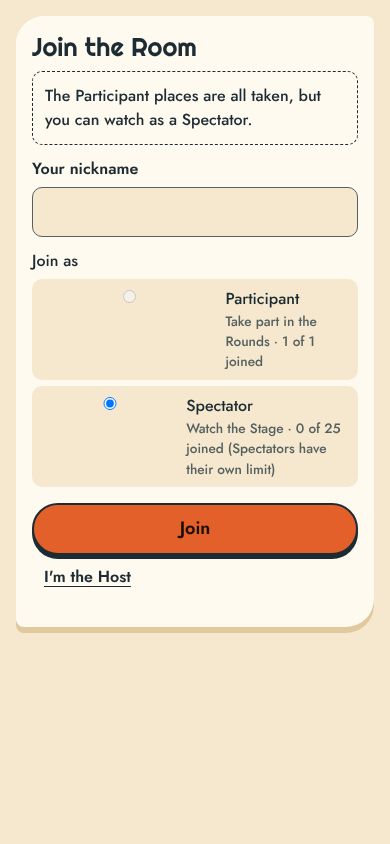 Join the Room
The Participant places are all taken, but
you can watch as a Spectator.
Your nickname
Join as
Participant
Take part in the
Rounds · 1 of 1
joined
Spectator
Watch the Stage · 0 of 25
joined (Spectators have
their own limit)
Join
I'm the Host